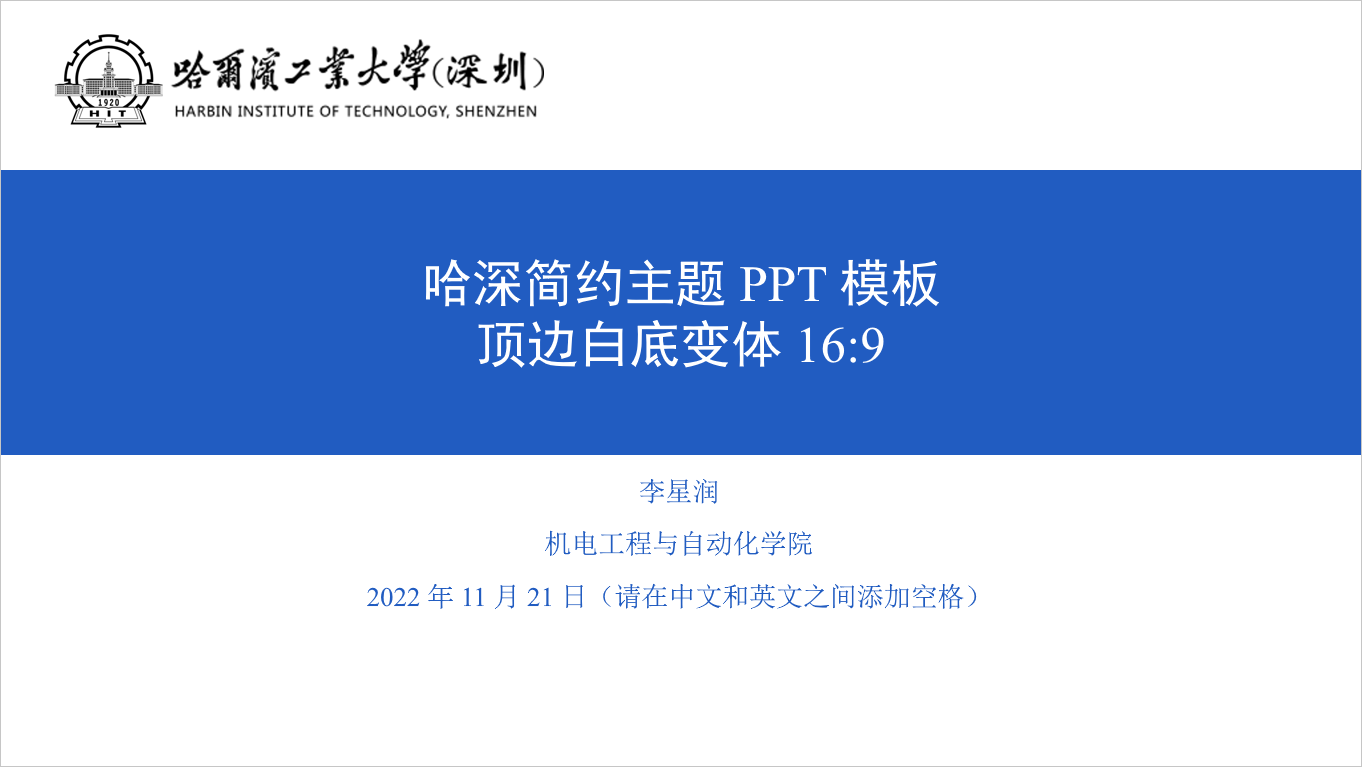 1920
HIT
哈爾濱工業大學(深圳)
HARBIN INSTITUTE OF TECHNOLOGY, SHENZHEN
哈深简约主题 PPT 模板
顶边白底变体 16:9
李星润
机电工程与自动化学院
2022 年 11 月 21 日（请在中文和英文之间添加空格）